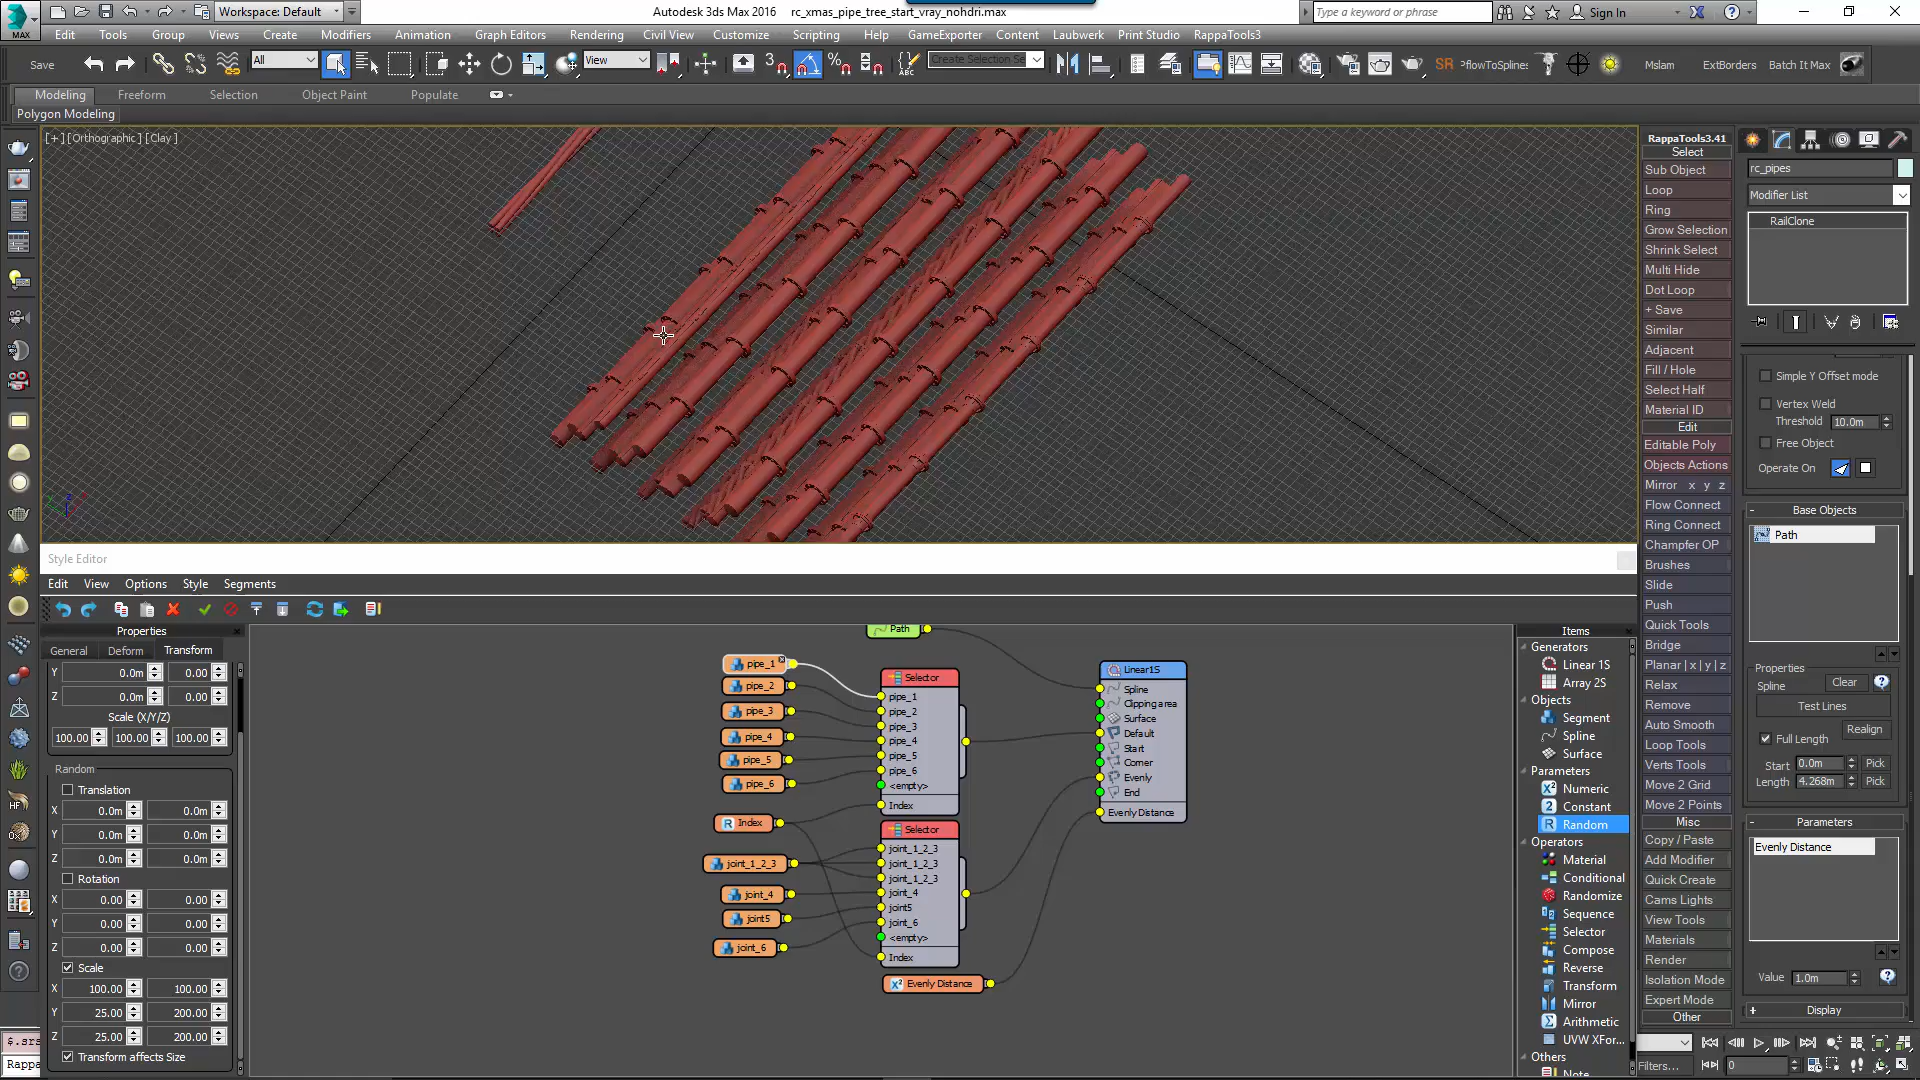 Workspace: Default
Autodesk 3ds Max 2016 rc_xmas_pipe_tree_start_vray_nohdri.max
Type a keyword or phrase
Sign In
MAX
Edit Tools Group Views Create Modifiers Animation Graph Editors Rendering Civil View Customize Scripting Help GameExporter Content Laubwerk Print Studio RappaTools3
Save
All
View
3
Create Selection Se
SR
PflowToSplines
Mslam
ExtBorders
Batch It Max
Modeling Freeform Selection Object Paint Populate
Polygon Modeling
[+] [Orthographic] [Clay]
Style Editor
Edit View Options Style Segments
Properties
General Deform Transform
Y 0.0m 0.00
Z 0.0m 0.00
Scale (X/Y/Z)
100.00 100.00 100.00
Random
Translation
X 0.0m 0.0m
Y 0.0m 0.0m
Z 0.0m 0.0m
Rotation
X 0.00 0.00
Y 0.00 0.00
Z 0.00 0.00
Scale
X 100.00 100.00
Y 25.00 200.00
Z 25.00 200.00
Transform affects Size
$.srs
Rappa
HF
Path
pipe_1
pipe_2
pipe_3
pipe_4
pipe_5
pipe_6
R Index
joint_1_2_3
joint_4
joint5
joint_6
Selector
pipe_1
pipe_2
pipe_3
pipe_4
pipe_5
pipe_6
<empty>
Index
Selector
joint_1_2_3
joint_1_2_3
joint_1_2_3
joint_4
joint5
joint_6
<empty>
Index
Evenly Distance
Linear1S
Spline
Clipping area
Surface
Default
Start
Corner
Evenly
End
Evenly Distance
Items
Generators
Linear 1S
Array 2S
Objects
Segment
Spline
Surface
Parameters
Numeric
Constant
Random
Operators
Material
Conditional
Randomize
Sequence
Selector
Compose
Reverse
Transform
Mirror
Arithmetic
UVW XFor...
Others
Note
RappaTools3.41
Select
Sub Object
Loop
Ring
Grow Selection
Shrink Select
Multi Hide
Dot Loop
+ Save
Similar
Adjacent
Fill / Hole
Select Half
Material ID
Edit
Editable Poly
Objects Actions
Mirror x y z
Flow Connect
Ring Connect
Champfer OP
Brushes
Slide
Push
Quick Tools
Bridge
Planar | x | y | z
Relax
Remove
Auto Smooth
Loop Tools
Verts Tools
Move 2 Grid
Move 2 Points
Misc
Copy / Paste
Add Modifier
Quick Create
Cams Lights
View Tools
Materials
Render
Isolation Mode
Expert Mode
Other
Filters...
0
rc_pipes
Modifier List
RailClone
Simple Y Offset mode
Vertex Weld
Threshold 10.0m
Free Object
Operate On
- Base Objects
Path
Properties
Spline Clear
Test Lines
Full Length Realign
Start 0.0m Pick
Length 4.268m Pick
- Parameters
Evenly Distance
Value 1.0m
+ Display